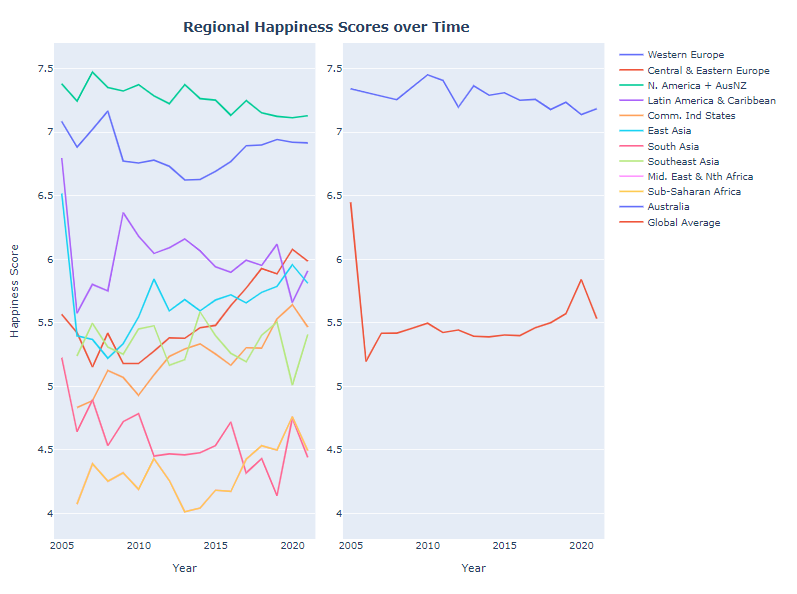 Regional Happiness Scores over Time
7.5
7
6.5
6
5.5
5
4.5
4
Happiness Score
2005
2010
2015
2020
Year
7.5
7
6.5
6
5.5
5
4.5
4
2005
2010
2015
2020
Year
Western Europe
Central & Eastern Europe
N. America + AusNZ
Latin America & Caribbean
Comm. Ind States
East Asia
South Asia
Southeast Asia
Mid. East & Nth Africa
Sub-Saharan Africa
Australia
Global Average